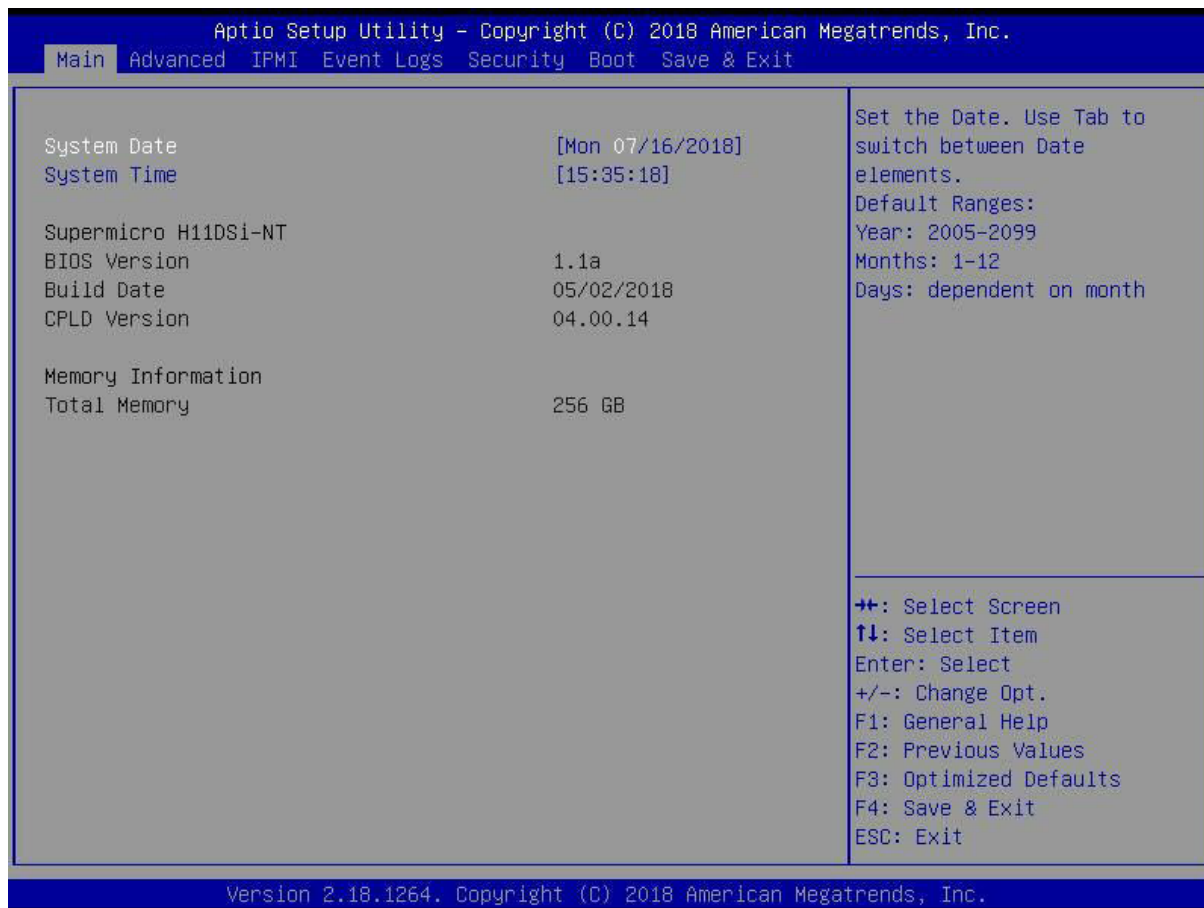 Aptio Setup Utility – Copyright (C) 2018 American Megatrends, Inc.
Main Advanced IPMI Event Logs Security Boot Save & Exit
System Date [Mon 07/16/2018]
System Time [15:35:18]
Supermicro H11DSi-NT
BIOS Version 1.1a
Build Date 05/02/2018
CPLD Version 04.00.14
Memory Information
Total Memory 256 GB
Set the Date. Use Tab to
switch between Date
elements.
Default Ranges:
Year: 2005-2099
Months: 1-12
Days: dependent on month
→←: Select Screen
↑↓: Select Item
Enter: Select
+/-: Change Opt.
F1: General Help
F2: Previous Values
F3: Optimized Defaults
F4: Save & Exit
ESC: Exit
Version 2.18.1264. Copyright (C) 2018 American Megatrends, Inc.